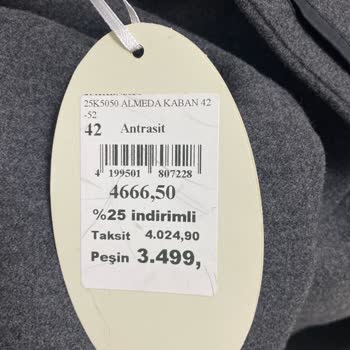 25K5050 ALMEDA KABAN 42
-52
42 Antrasit
4 199501 807228
4666,50
%25 indirimli
Taksit 4.024,90
Peşin 3.499,